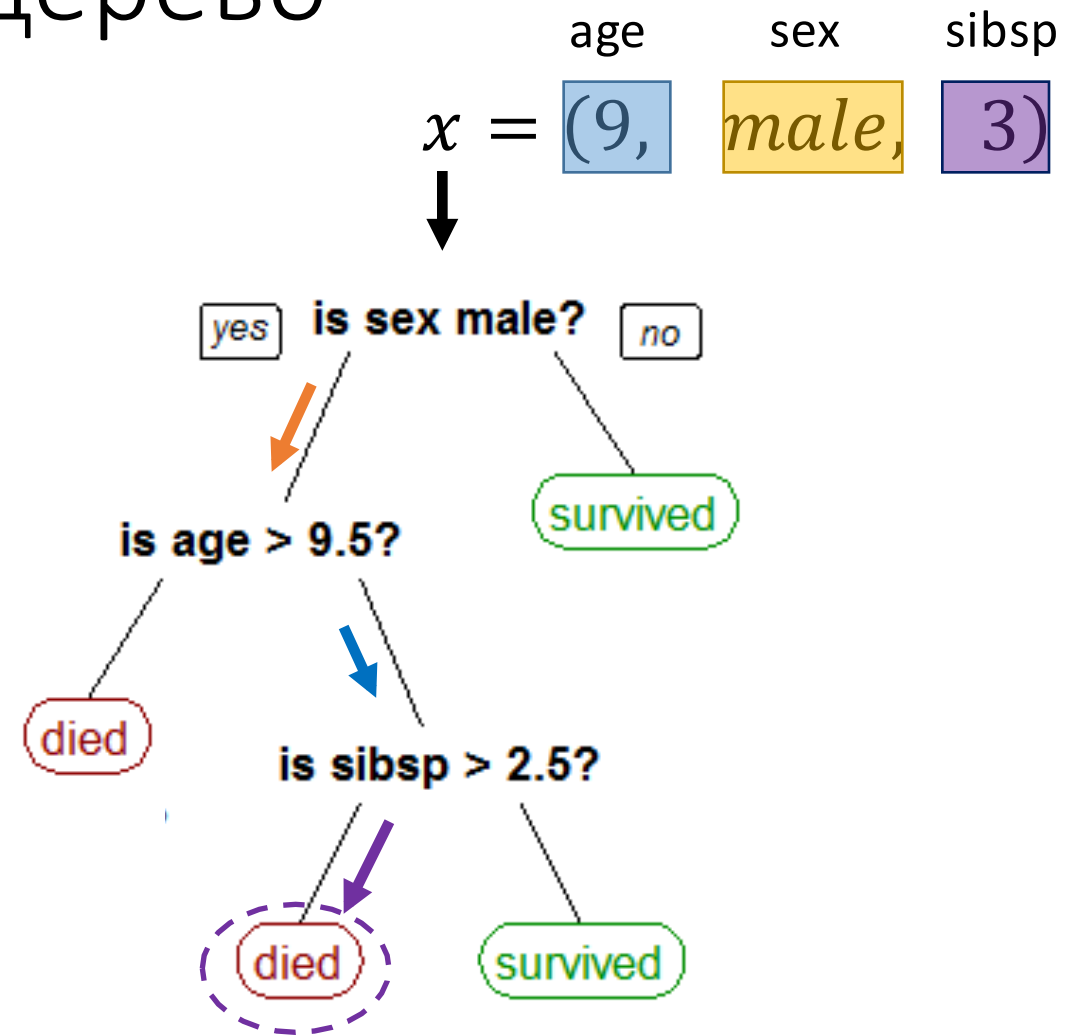 дерево
age sex sibsp
x = (9, male, 3)
yes is sex male? no
survived
is age > 9.5?
died
is sibsp > 2.5?
died survived